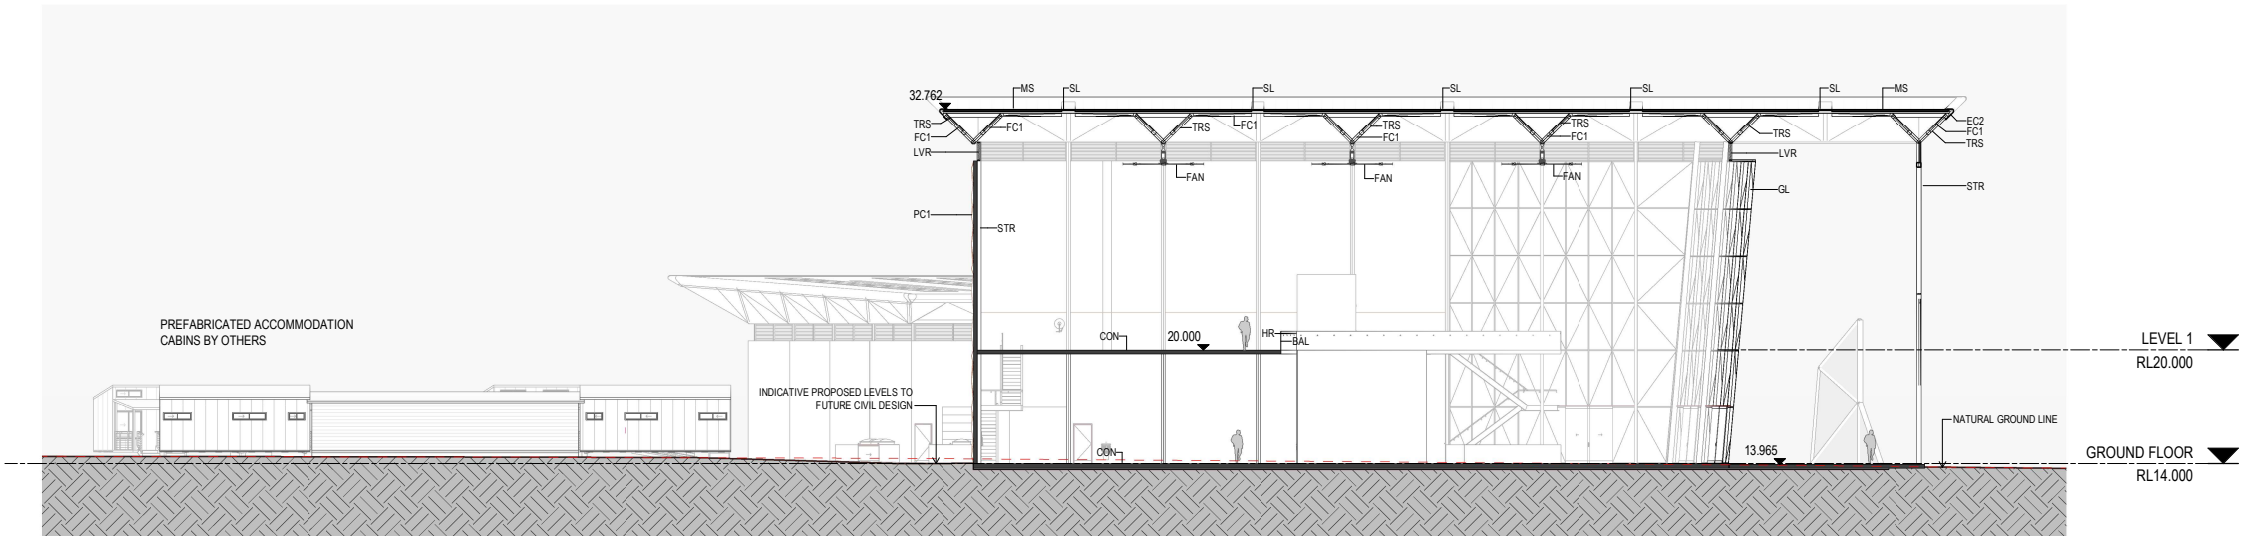 MS
SL
SL
SL
SL
SL
MS
32.762
TRS
FC1
FC1
TRS
FC1
TRS
FC1
TRS
FC1
TRS
EC2
FC1
TRS
LVR
LVR
FAN
FAN
FAN
GL
STR
PC1
STR
PREFABRICATED ACCOMMODATION
CABINS BY OTHERS
CON
20.000
HR
BAL
LEVEL 1
RL20.000
INDICATIVE PROPOSED LEVELS TO
FUTURE CIVIL DESIGN
NATURAL GROUND LINE
CON
13.965
GROUND FLOOR
RL14.000